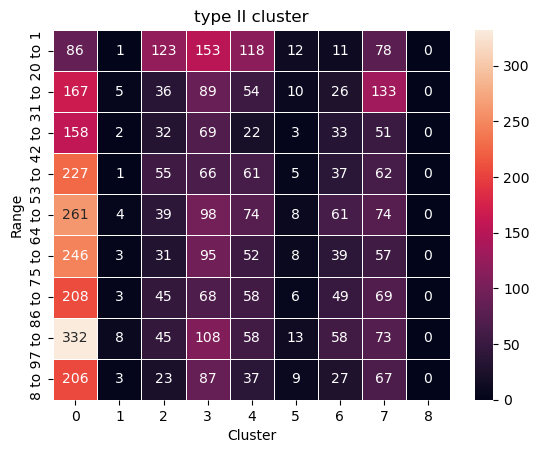 type II cluster
0 to 1 86 1 123 153 118 12 11 78 0
1 to 2 167 5 36 89 54 10 26 133 0
2 to 3 158 2 32 69 22 3 33 51 0
3 to 4 227 1 55 66 61 5 37 62 0
4 to 5 261 4 39 98 74 8 61 74 0
5 to 6 246 3 31 95 52 8 39 57 0
6 to 7 208 3 45 68 58 6 49 69 0
7 to 8 332 8 45 108 58 13 58 73 0
8 to 9 206 3 23 87 37 9 27 67 0
0 1 2 3 4 5 6 7 8
Cluster
Range
300
250
200
150
100
50
0